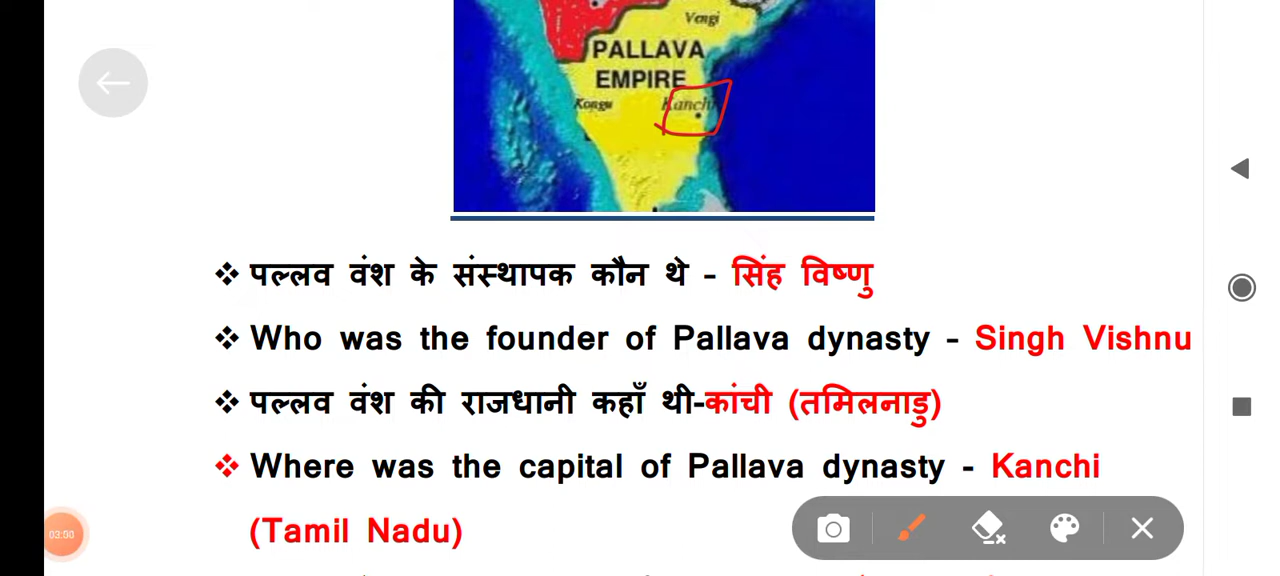 Vengi
PALLAVA
EMPIRE
Kongu Kanchi
❖ पल्लव वंश के संस्थापक कौन थे - सिंह विष्णु
❖ Who was the founder of Pallava dynasty - Singh Vishnu
❖ पल्लव वंश की राजधानी कहाँ थी-कांची (तमिलनाडु)
❖ Where was the capital of Pallava dynasty - Kanchi
(Tamil Nadu)
03:00